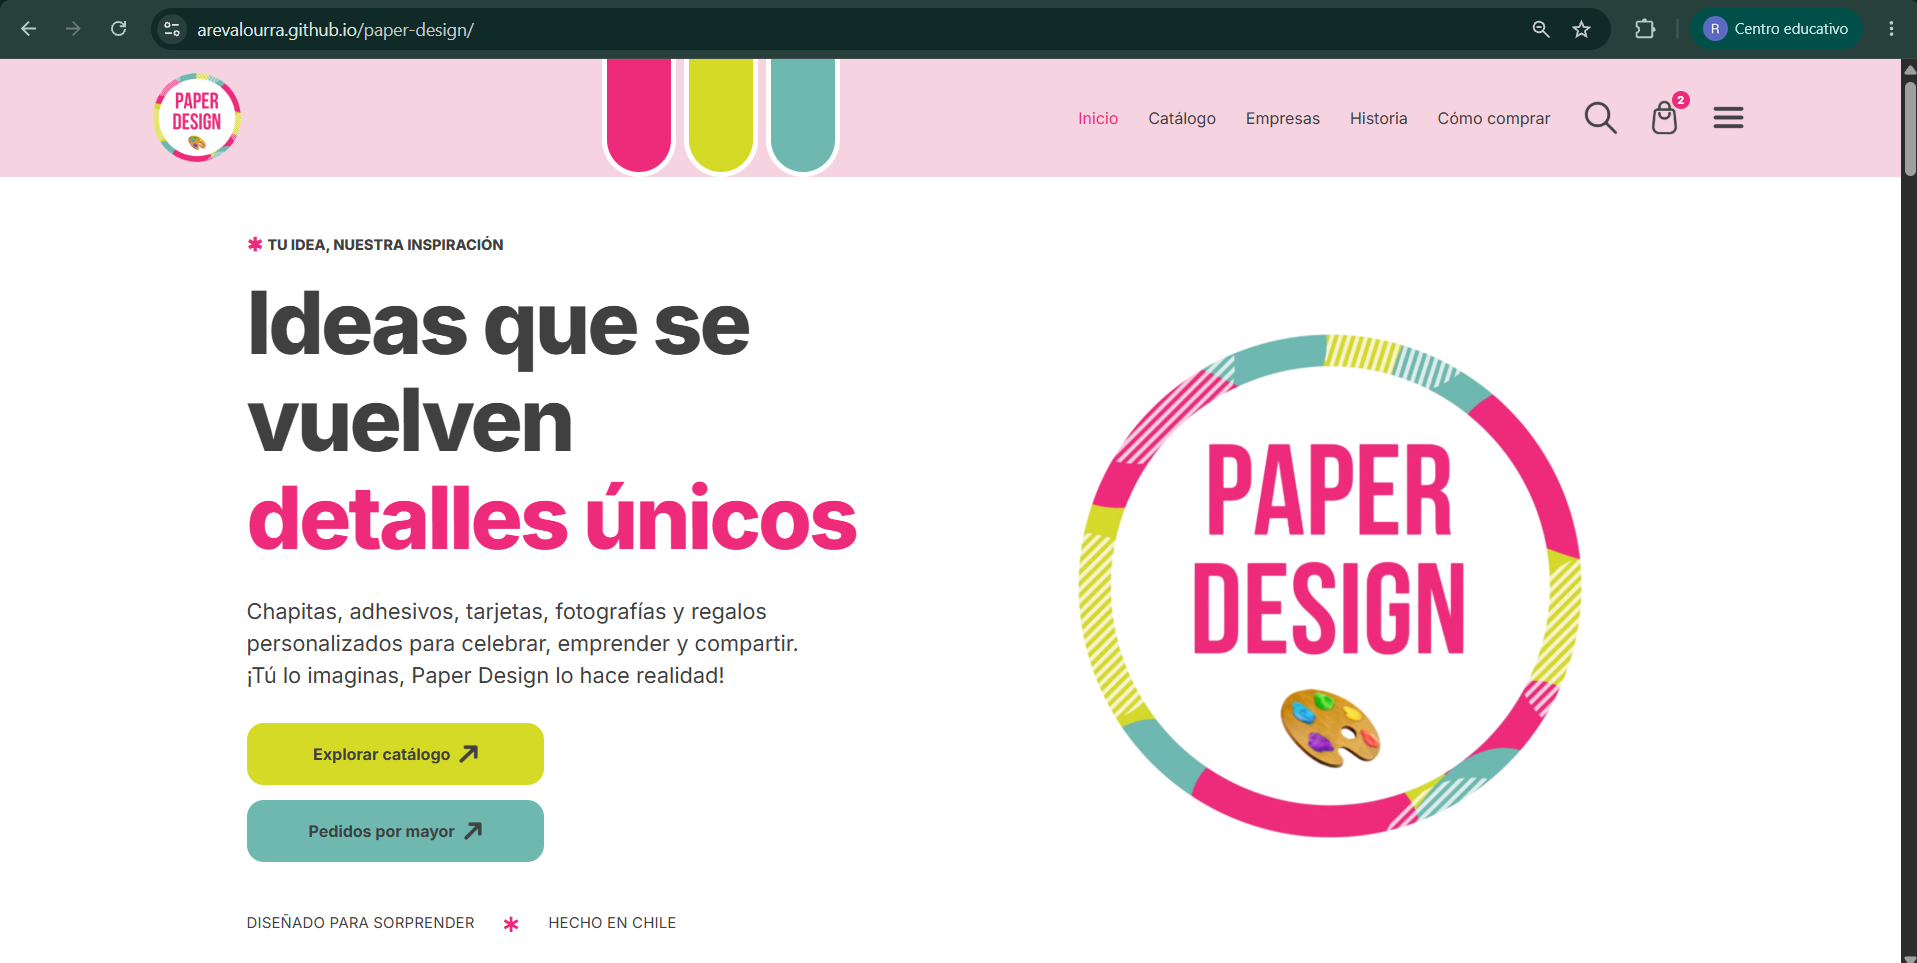 arevalourra.github.io/paper-design/
R Centro educativo
PAPER
DESIGN
Inicio Catálogo Empresas Historia Cómo comprar 2
✱ TU IDEA, NUESTRA INSPIRACIÓN
Ideas que se
vuelven
detalles únicos
Chapitas, adhesivos, tarjetas, fotografías y regalos
personalizados para celebrar, emprender y compartir.
¡Tú lo imaginas, Paper Design lo hace realidad!
Explorar catálogo
Pedidos por mayor
DISEÑADO PARA SORPRENDER ✱ HECHO EN CHILE
PAPER
DESIGN